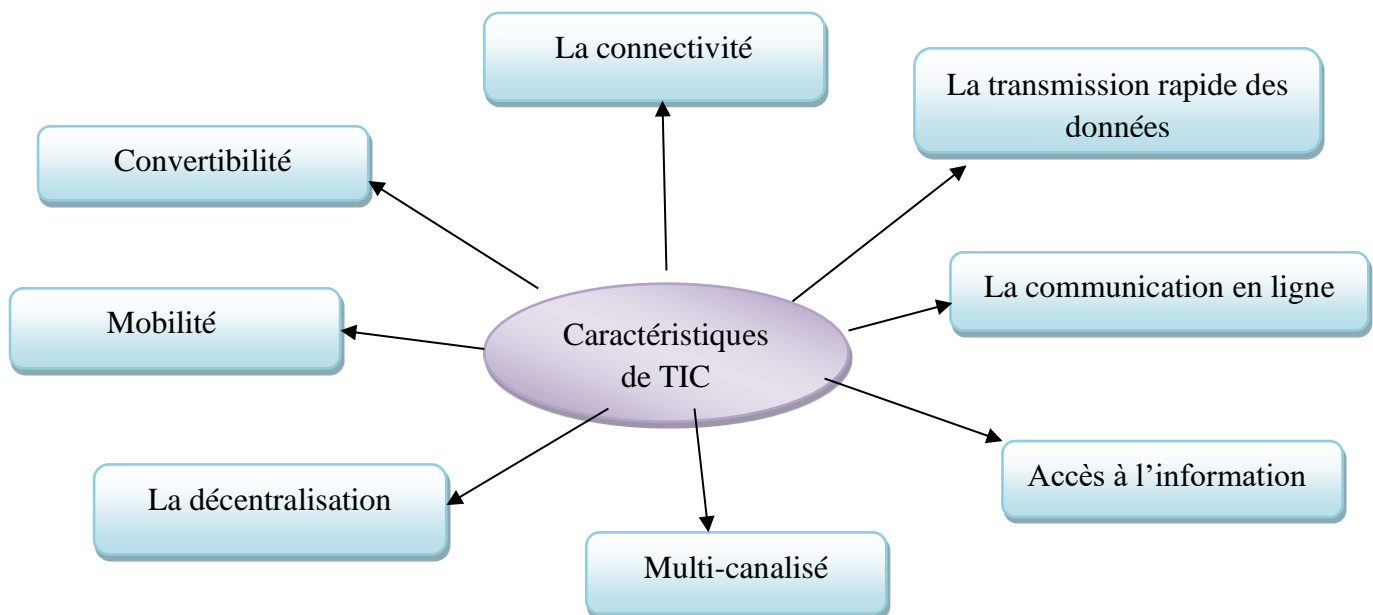 La connectivité
La transmission rapide des
données
Convertibilité
La communication en ligne
Mobilité
Caractéristiques
de TIC
Accès à l’information
La décentralisation
Multi-canalisé